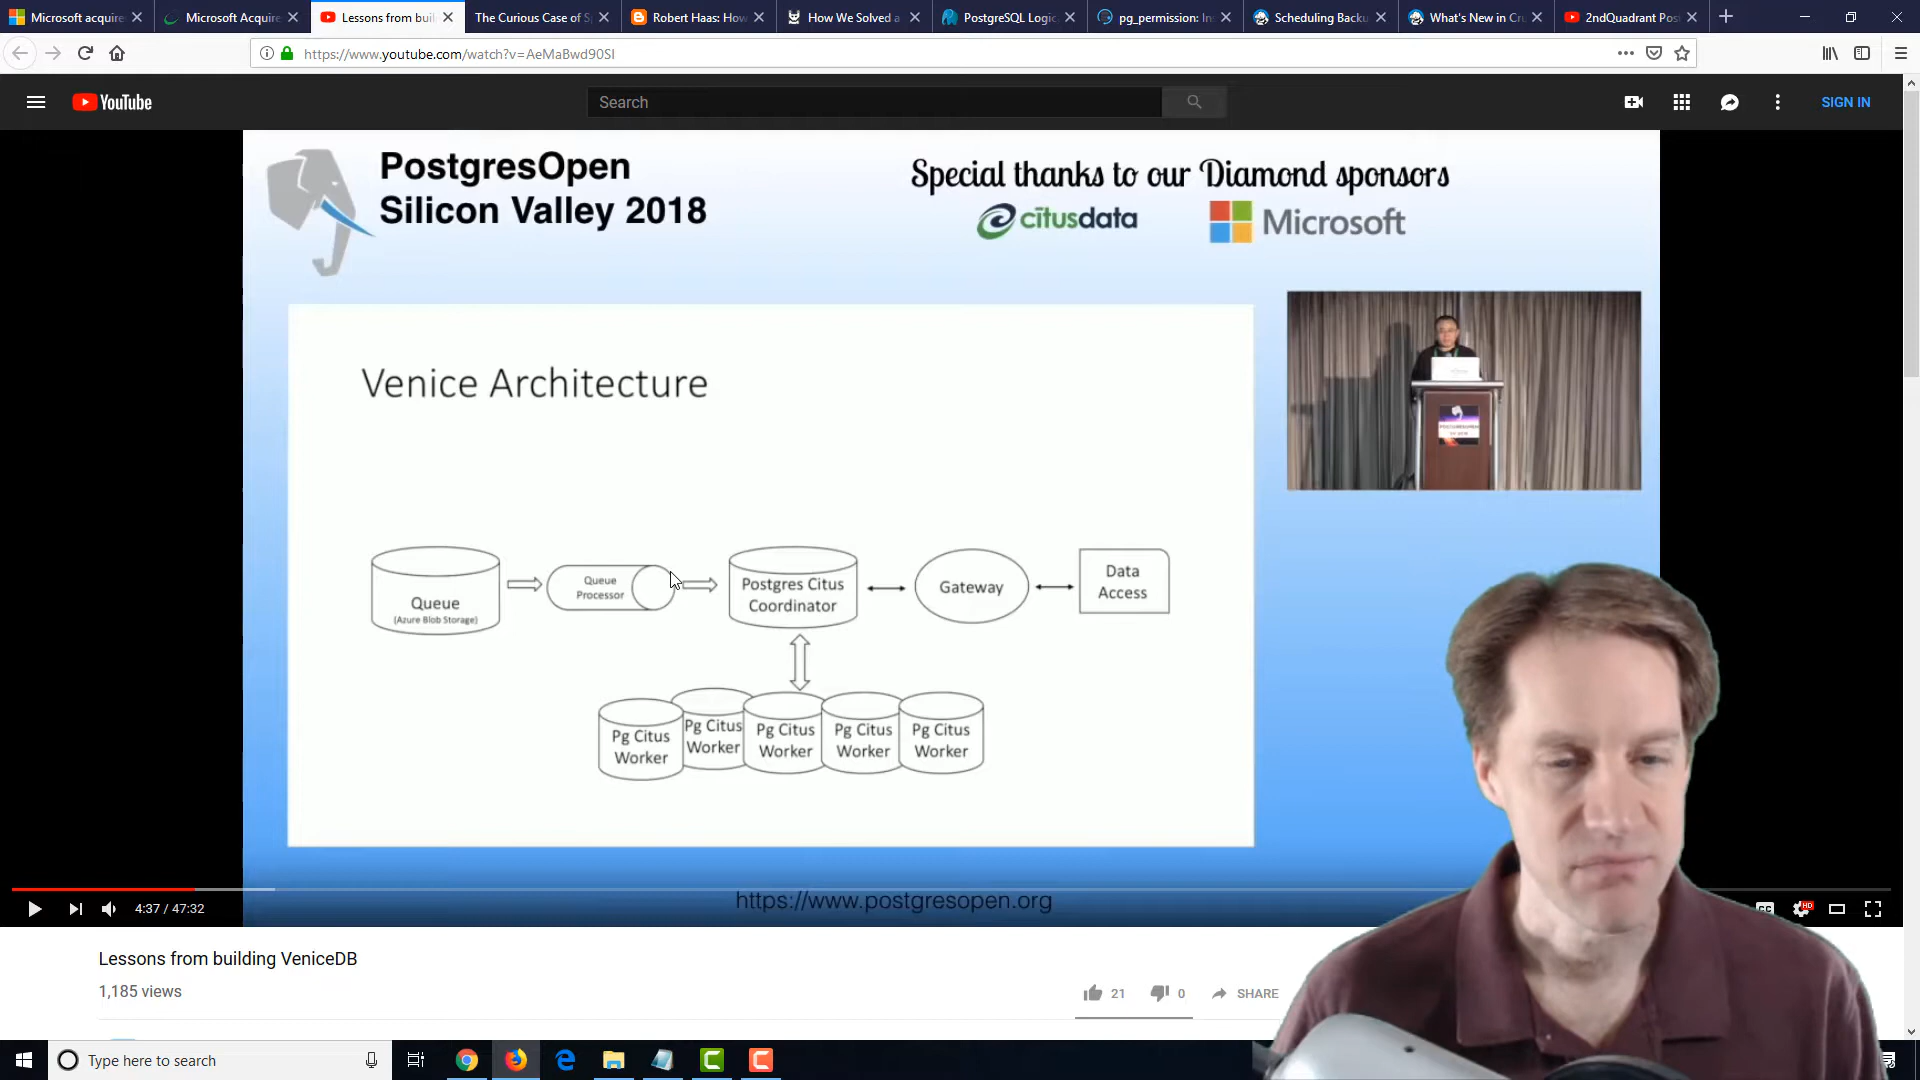 Microsoft acquire
Microsoft Acquire
Lessons from buil
The Curious Case of S
Robert Haas: How
How We Solved a
PostgreSQL Logic
pg_permission: In
Scheduling Backu
What's New in Cru
2ndQuadrant Pos
https://www.youtube.com/watch?v=AeMaBwd90SI
YouTube
Search
SIGN IN
PostgresOpen
Silicon Valley 2018
Special thanks to our Diamond sponsors
citusdata
Microsoft
Venice Architecture
Queue
(Azure Blob Storage)
Queue
Processor
Postgres Citus
Coordinator
Gateway
Data
Access
Pg Citus
Worker
Pg Citus
Worker
Pg Citus
Worker
Pg Citus
Worker
Pg Citus
Worker
https://www.postgresopen.org
4:37 / 47:32
CC
HD
Lessons from building VeniceDB
1,185 views
21
0
SHARE
Type here to search